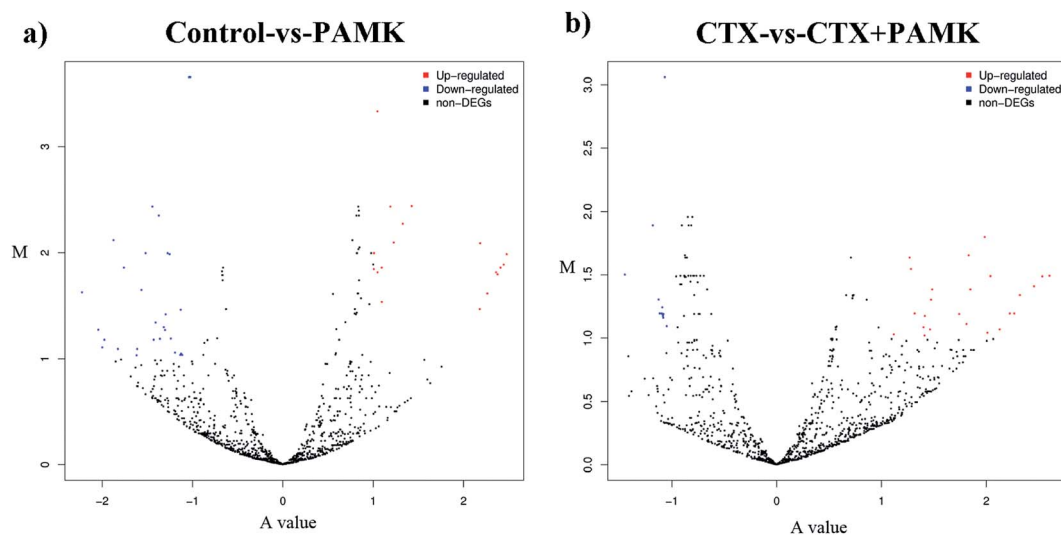 a)
Control-vs-PAMK
Up-regulated
Down-regulated
non-DEGs
3
2
M
1
0
-2
-1
0
1
2
A value
b)
CTX-vs-CTX+PAMK
Up-regulated
Down-regulated
non-DEGs
3.0
2.5
2.0
M
1.5
1.0
0.5
0.0
-1
0
1
2
A value